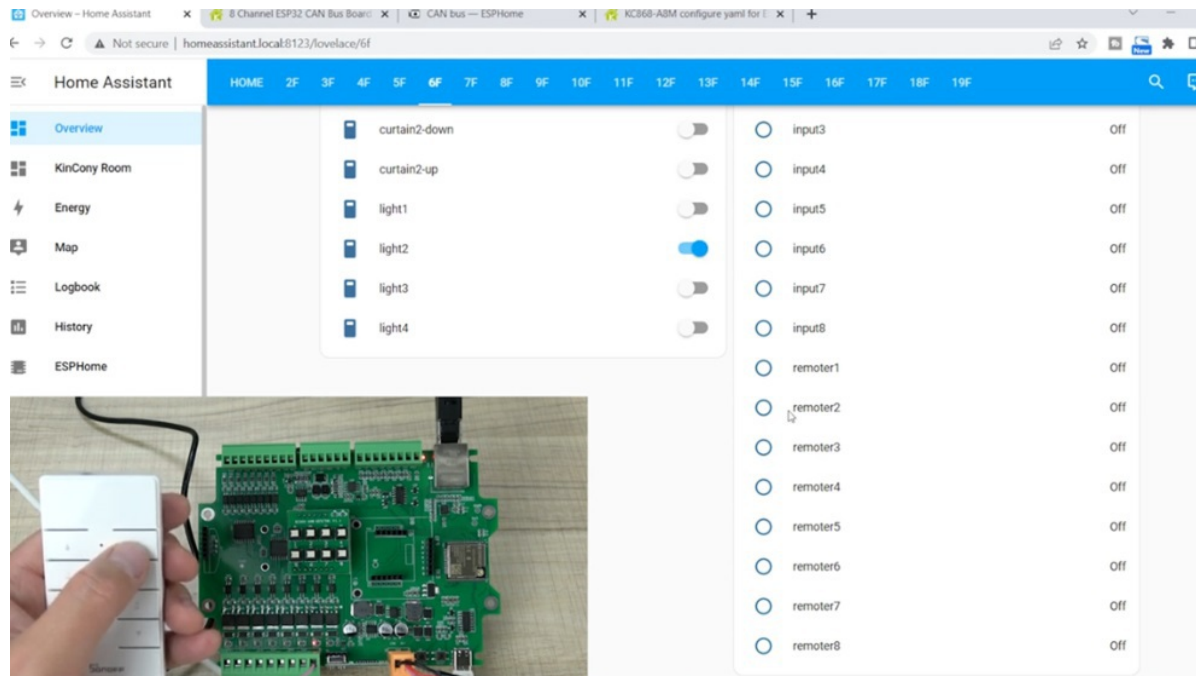 Overview – Home Assistant
8 Channel ESP32 CAN Bus Board
CAN bus — ESPHome
KC868-A8M configure yaml for E
Not secure | homeassistant.local:8123/lovelace/6f
New
Home Assistant
HOME 2F 3F 4F 5F 6F 7F 8F 9F 10F 11F 12F 13F 14F 15F 16F 17F 18F 19F
Overview
KinCony Room
Energy
Map
Logbook
History
ESPHome
curtain2-down
curtain2-up
light1
light2
light3
light4
input3 Off
input4 Off
input5 Off
input6 Off
input7 Off
input8 Off
remoter1 Off
remoter2 Off
remoter3 Off
remoter4 Off
remoter5 Off
remoter6 Off
remoter7 Off
remoter8 Off